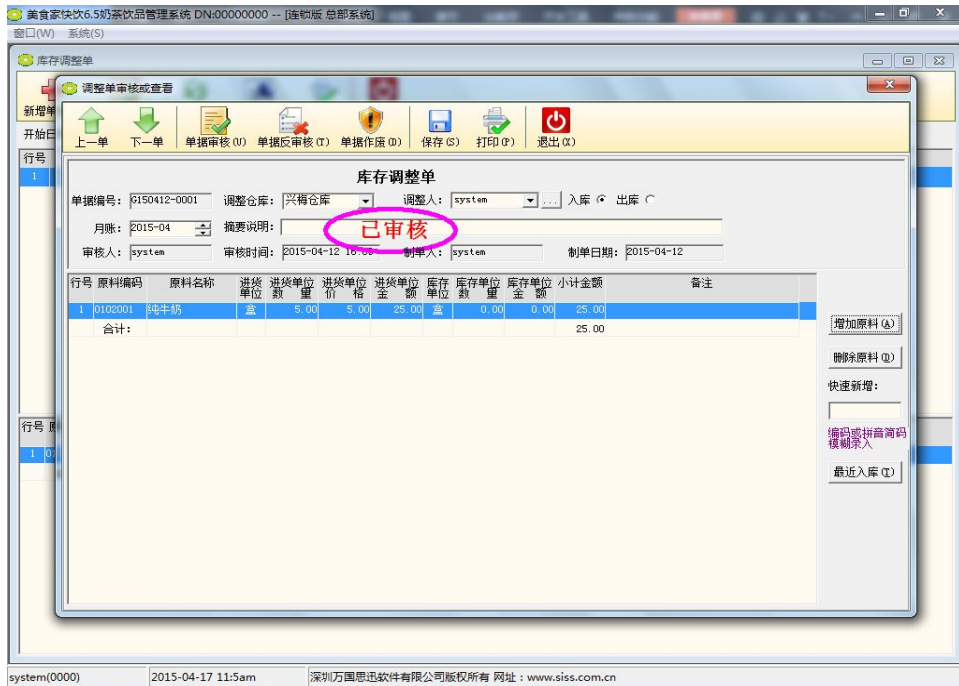 美食家快饮6.5奶茶饮品管理系统 DN:00000000 -- [连锁版 总部系统]
窗口(W) 系统(S)
库存调整单
调整单审核或查看
新增单
上一单 下一单 单据审核(U) 单据反审核(T) 单据作废(D) 保存(S) 打印(P) 退出(X)
开始日
行号
1
库存调整单
单据编号: G150412-0001 调整仓库: 兴梅仓库 调整人: system ... 入库 出库
月账: 2015-04 摘要说明:
已审核
审核人: system 审核时间: 2015-04-12 制单人: system 制单日期: 2015-04-12
行号 原料编码 原料名称 进货单位 进货单位数量 进货单位价格 进货单位金额 库存单位 库存单位数量 库存单位金额 小计金额 备注
1 0102001 纯牛奶 盒 5.00 5.00 25.00 盒 0.00 0.00 25.00
合计: 25.00
增加原料(A)
删除原料(D)
快速新增:
编码或拼音简码
模糊录入
最近入库(I)
行号
1
system(0000) 2015-04-17 11:5am 深圳万国思迅软件有限公司版权所有 网址：www.siss.com.cn